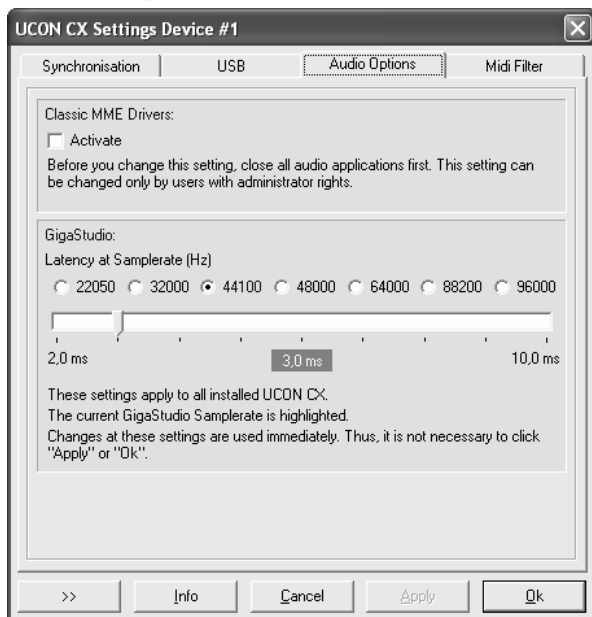 UCON CX Settings Device #1
Synchronisation USB Audio Options Midi Filter
Classic MME Drivers:
Activate
Before you change this setting, close all audio applications first. This setting can
be changed only by users with administrator rights.
GigaStudio:
Latency at Samplerate (Hz)
22050 32000 44100 48000 64000 88200 96000
2,0 ms 3,0 ms 10,0 ms
These settings apply to all installed UCON CX.
The current GigaStudio Samplerate is highlighted.
Changes at these settings are used immediately. Thus, it is not necessary to click
"Apply" or "Ok".
>> Info Cancel Apply Ok